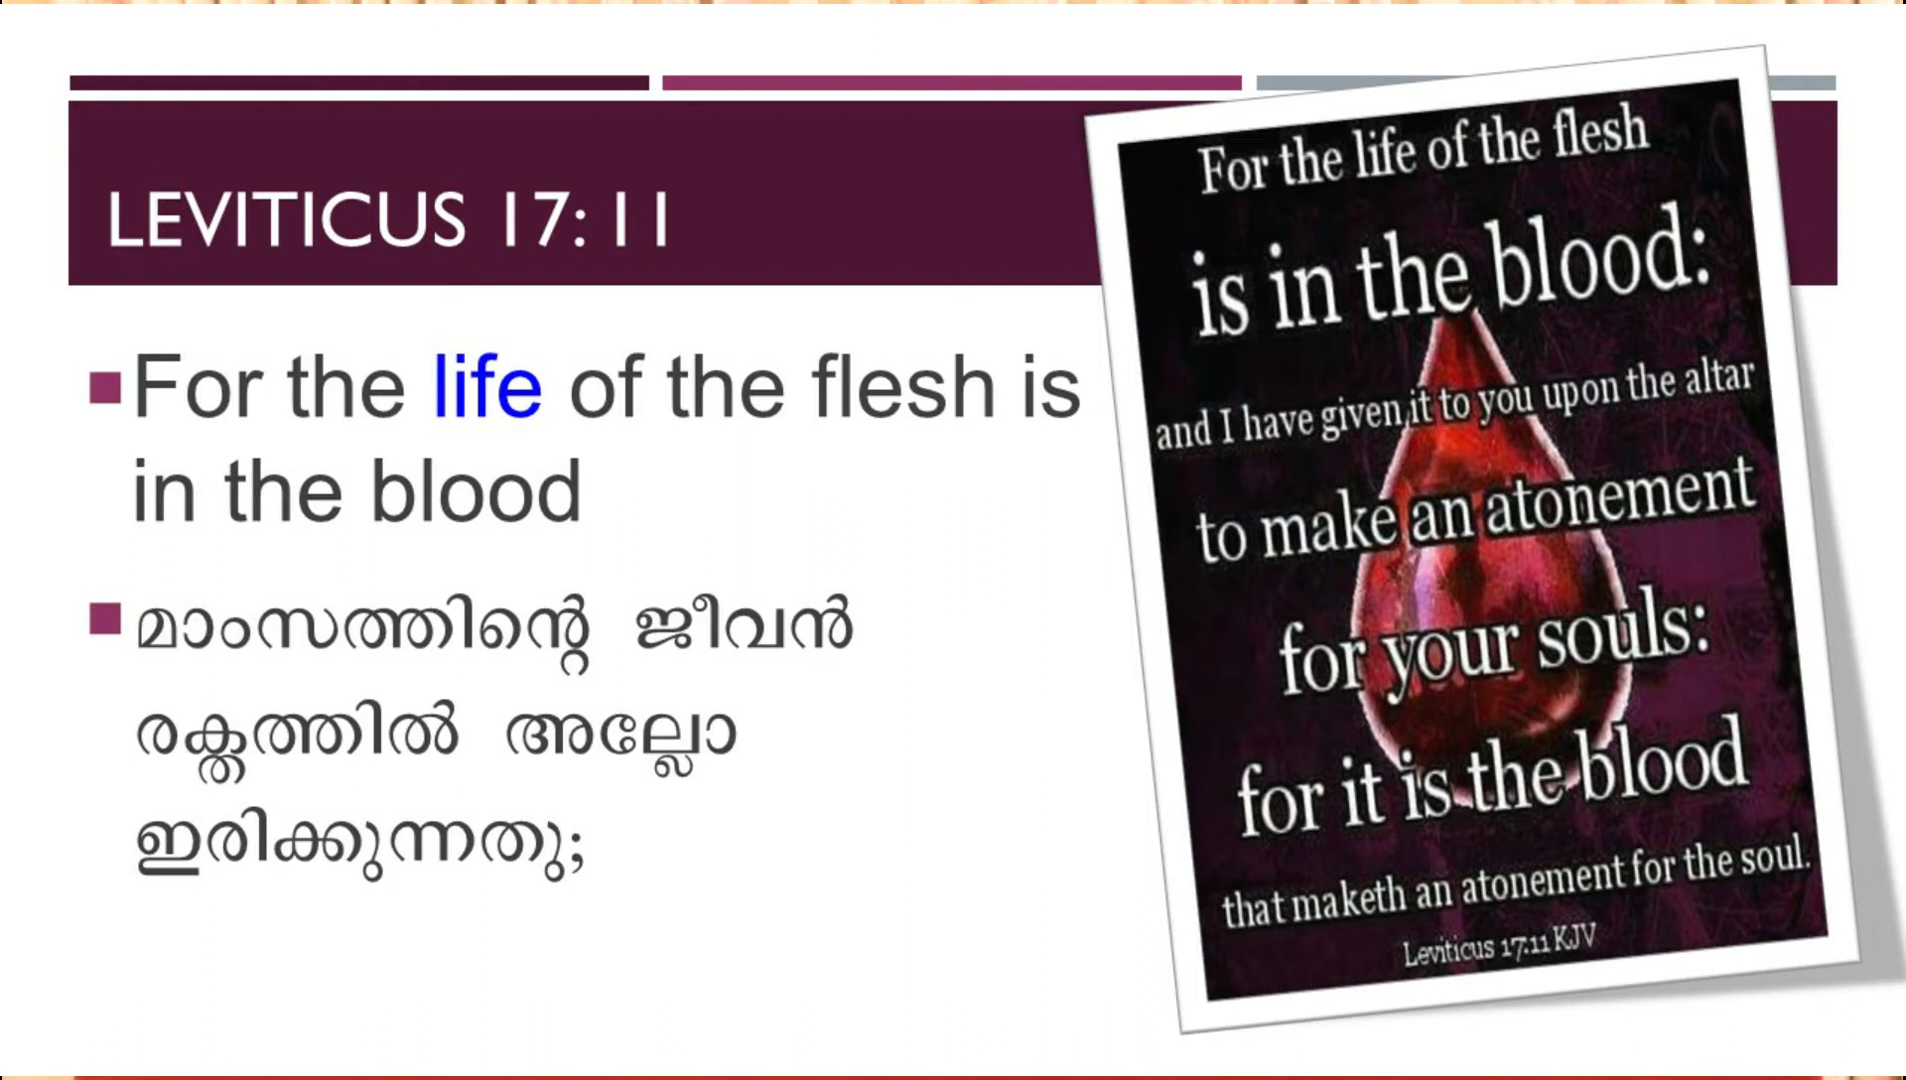 LEVITICUS 17:11
For the life of the flesh is
in the blood
മാംസത്തിന്റെ ജീവൻ
രക്തത്തിൽ അല്ലോ
ഇരിക്കുന്നതു;
For the life of the flesh
is in the blood:
and I have given it to you upon the altar
to make an atonement
for your souls:
for it is the blood
that maketh an atonement for the soul.
Leviticus 17:11 KJV